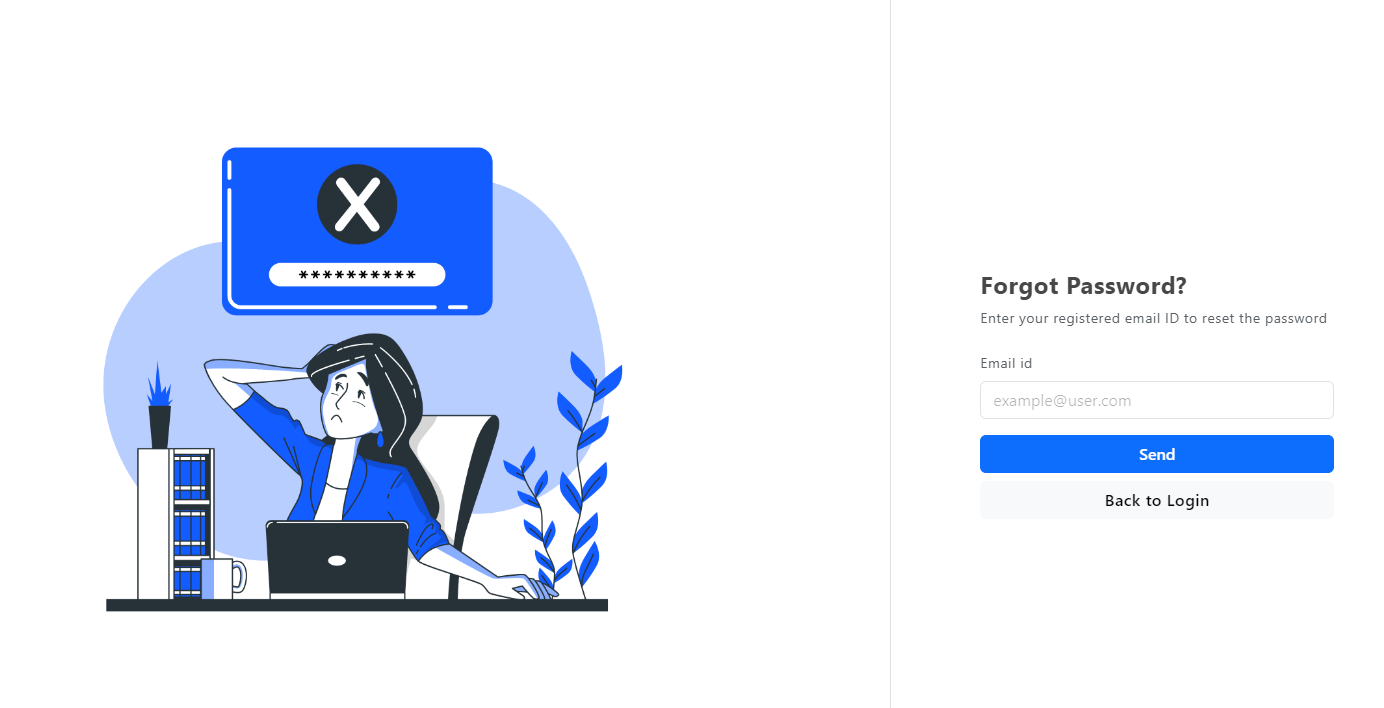 X
**********
Forgot Password?
Enter your registered email ID to reset the password
Email id
example@user.com
Send
Back to Login